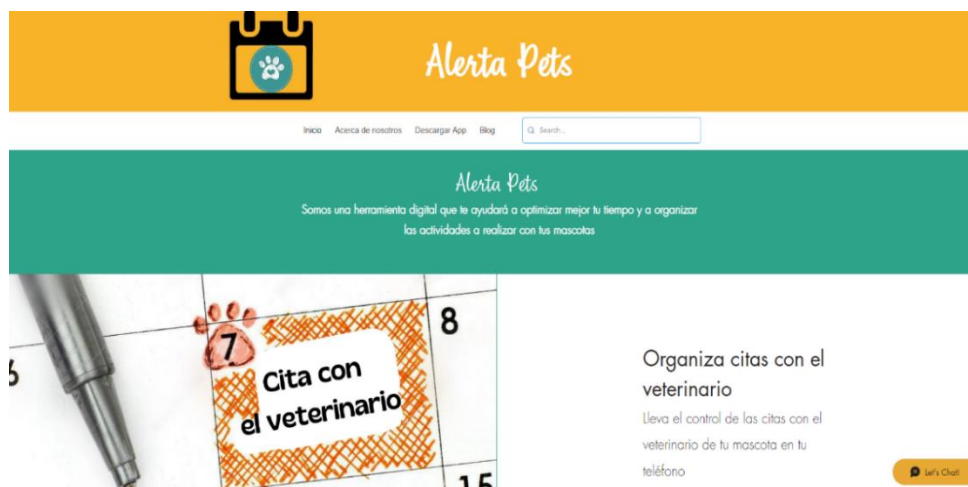 Alerta Pets
Inicio Acerca de nosotros Descargar App Blog Search...
Alerta Pets
Somos una herramienta digital que te ayudará a optimizar mejor tu tiempo y a organizar
las actividades a realizar con tus mascotas
6
7
8
Cita con
el veterinario
15
Organiza citas con el
veterinario
Lleva el control de las citas con el
veterinario de tu mascota en tu
teléfono
Let's Chat!